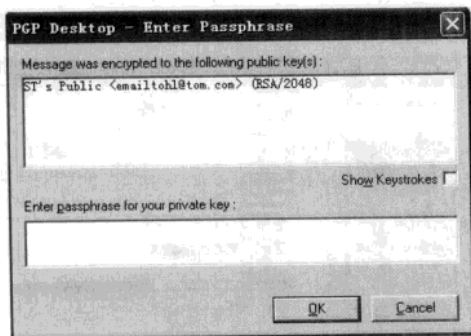 PGP Desktop - Enter Passphrase
Message was encrypted to the following public key(s) :
ST's Public <emailtohl@tom.com> (RSA/2048)
Show Keystrokes
Enter passphrase for your private key :
OK
Cancel